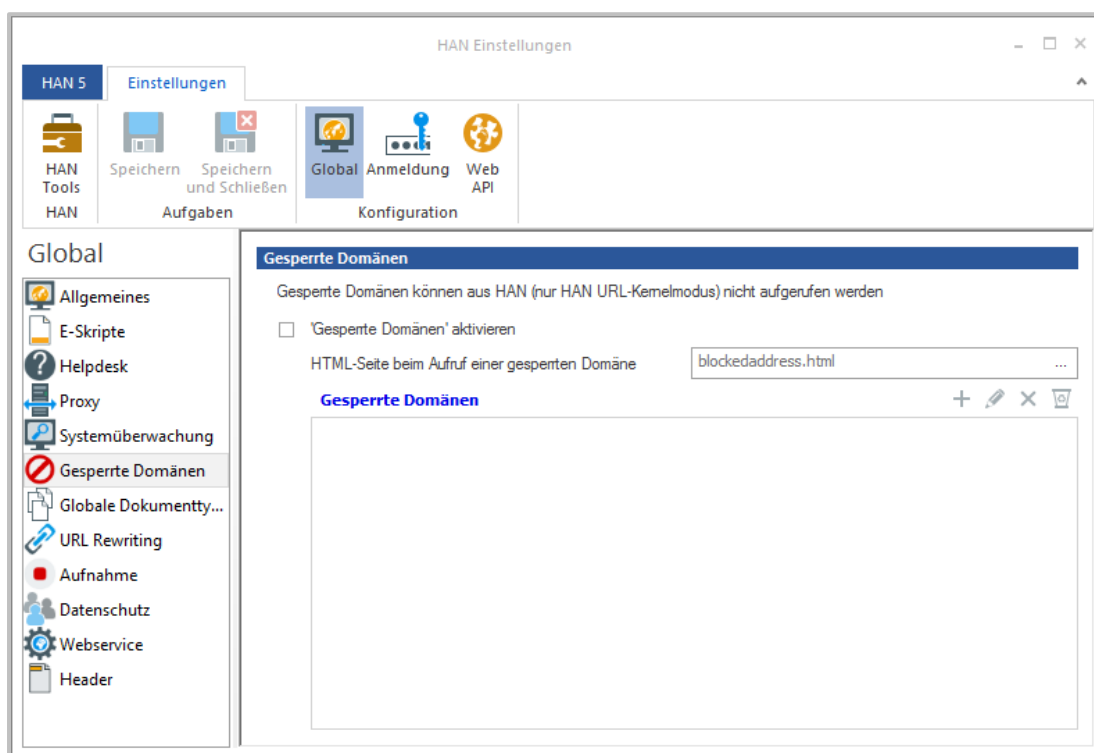 HAN Einstellungen
HAN 5
Einstellungen
HAN
Tools
Speichern
Speichern
und Schließen
Global
Anmeldung
Web
API
HAN
Aufgaben
Konfiguration
Global
Allgemeines
E-Skripte
Helpdesk
Proxy
Systemüberwachung
Gesperrte Domänen
Globale Dokumentty...
URL Rewriting
Aufnahme
Datenschutz
Webservice
Header
Gesperrte Domänen
Gesperrte Domänen können aus HAN (nur HAN URL-Kernelmodus) nicht aufgerufen werden
'Gesperrte Domänen' aktivieren
HTML-Seite beim Aufruf einer gesperrten Domäne
blockedaddress.html
...
Gesperrte Domänen